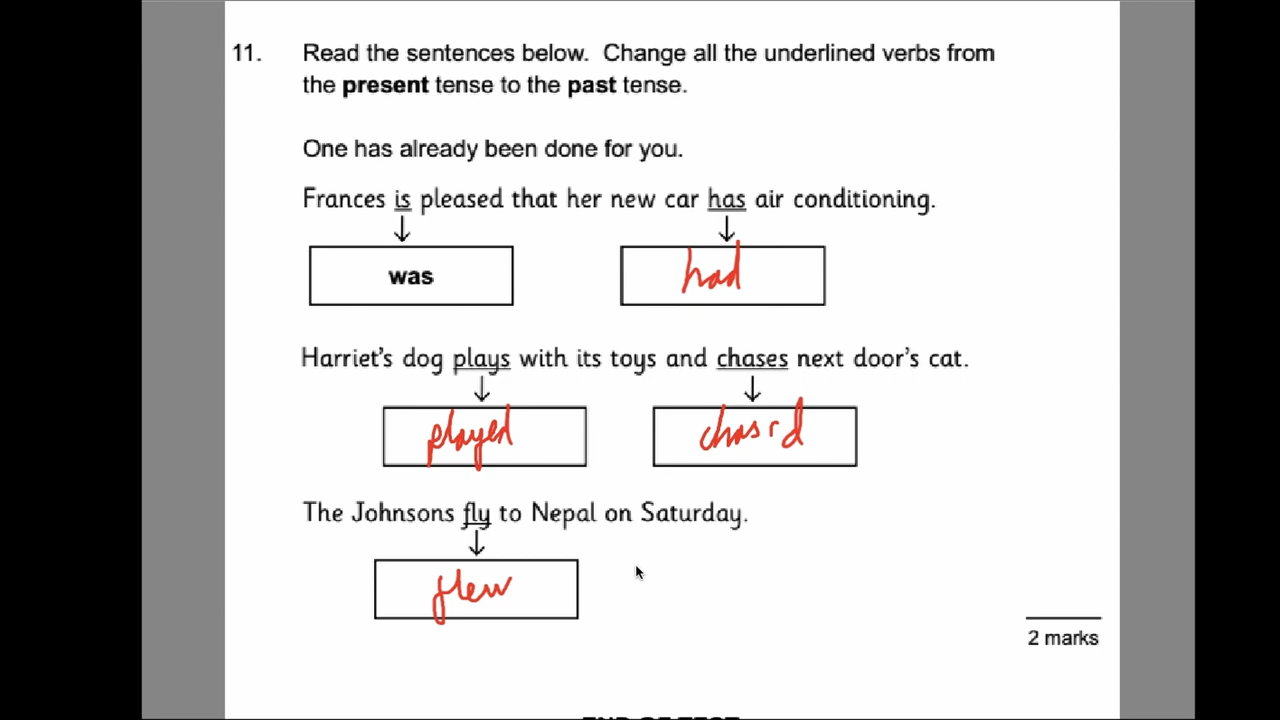 11. Read the sentences below. Change all the underlined verbs from
the present tense to the past tense.
One has already been done for you.
Frances is pleased that her new car has air conditioning.
was had
Harriet's dog plays with its toys and chases next door's cat.
played chased
The Johnsons fly to Nepal on Saturday.
flew
2 marks
END OF TEST